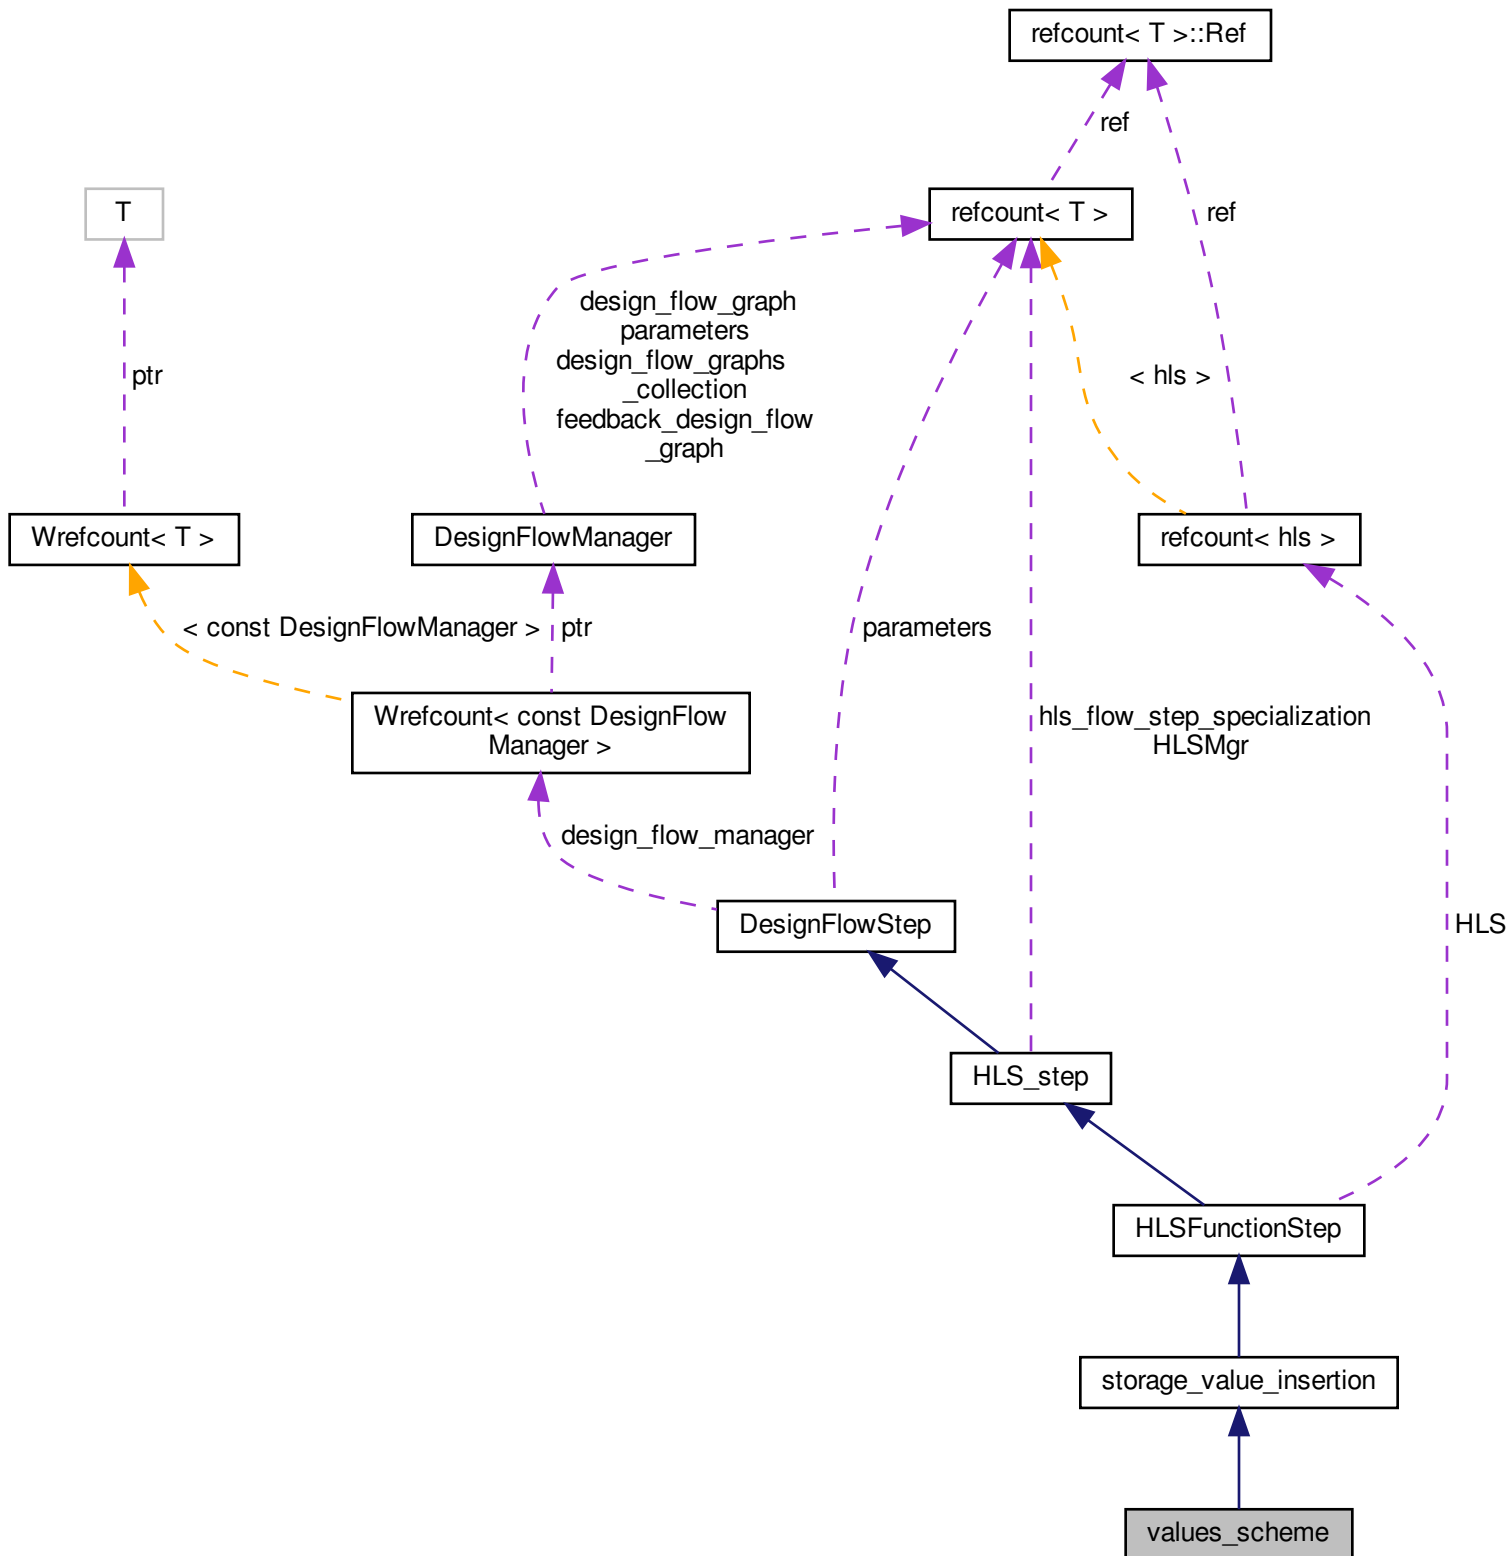 refcount< T >::Ref
ref
T
refcount< T >
ref
design_flow_graph
parameters
design_flow_graphs
_collection
feedback_design_flow
_graph
ptr
< hls >
Wrefcount< T >
DesignFlowManager
refcount< hls >
< const DesignFlowManager >
ptr
parameters
Wrefcount< const DesignFlow
Manager >
hls_flow_step_specialization
HLSMgr
design_flow_manager
DesignFlowStep
HLS
HLS_step
HLSFunctionStep
storage_value_insertion
values_scheme